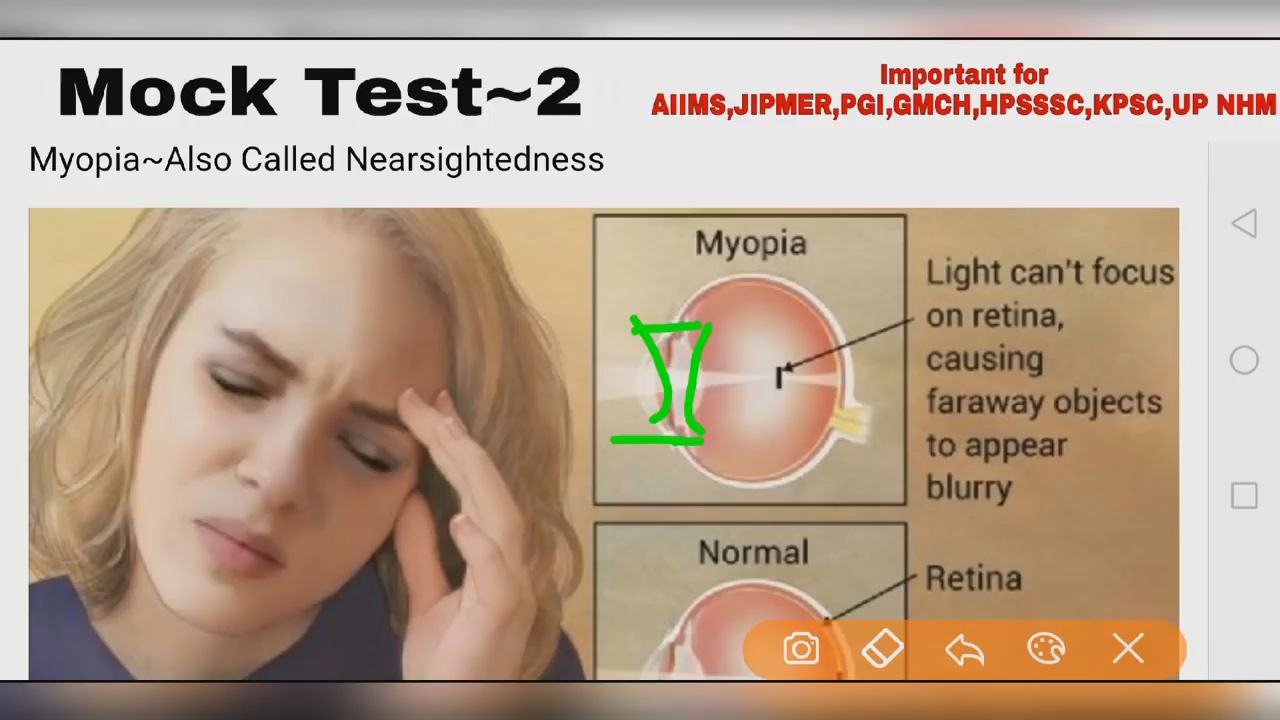 Mock Test~2
Important for
AIIMS,JIPMER,PGI,GMCH,HPSSSC,KPSC,UP NHM
Myopia~Also Called Nearsightedness
Myopia
Light can't focus
on retina,
causing
faraway objects
to appear
blurry
Normal
Retina